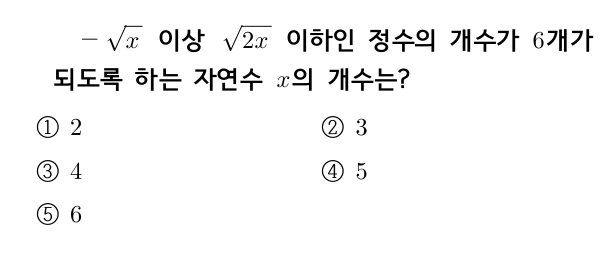 $-\sqrt{x}$ 이상 $\sqrt{2x}$ 이하인 정수의 개수가 6개가
되도록 하는 자연수 $x$의 개수는?
① 2 ② 3
③ 4 ④ 5
⑤ 6